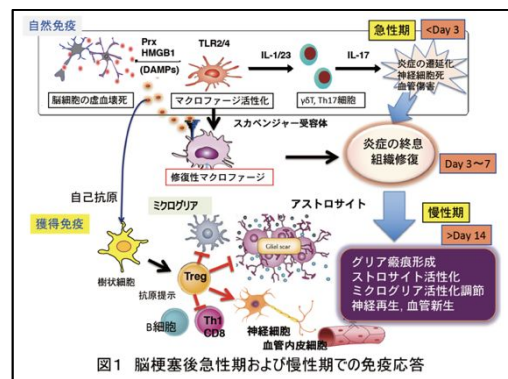 自然免疫
急性期
<Day 3
Prx
HMGB1
(DAMPs)
TLR2/4
IL-1/23
IL-17
炎症の遷延化
神経細胞死
血管傷害
脳細胞の虚血壊死
マクロファージ活性化
γδT, Th17細胞
スカベンジャー受容体
修復性マクロファージ
炎症の終息
組織修復
Day 3～7
自己抗原
獲得免疫
ミクログリア
アストロサイト
慢性期
>Day 14
Glial scar
樹状細胞
抗原提示
Treg
B細胞
Th1
CD8
神経細胞
血管内皮細胞
グリア瘢痕形成
ストロサイト活性化
ミクログリア活性化調節
神経再生, 血管新生
図1 脳梗塞後急性期および慢性期での免疫応答